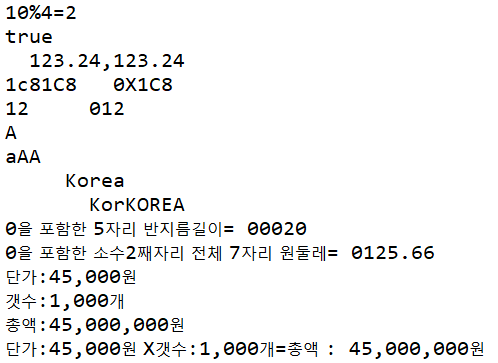 10%4=2
true
  123.24,123.24
1c81C8   0X1C8
12     012
A
aAA
     Korea
       KorKOREA
0을 포함한 5자리 반지름길이= 00020
0을 포함한 소수2째자리 전체 7자리 원둘레= 0125.66
단가:45,000원
갯수:1,000개
총액:45,000,000원
단가:45,000원 X갯수:1,000개=총액 : 45,000,000원